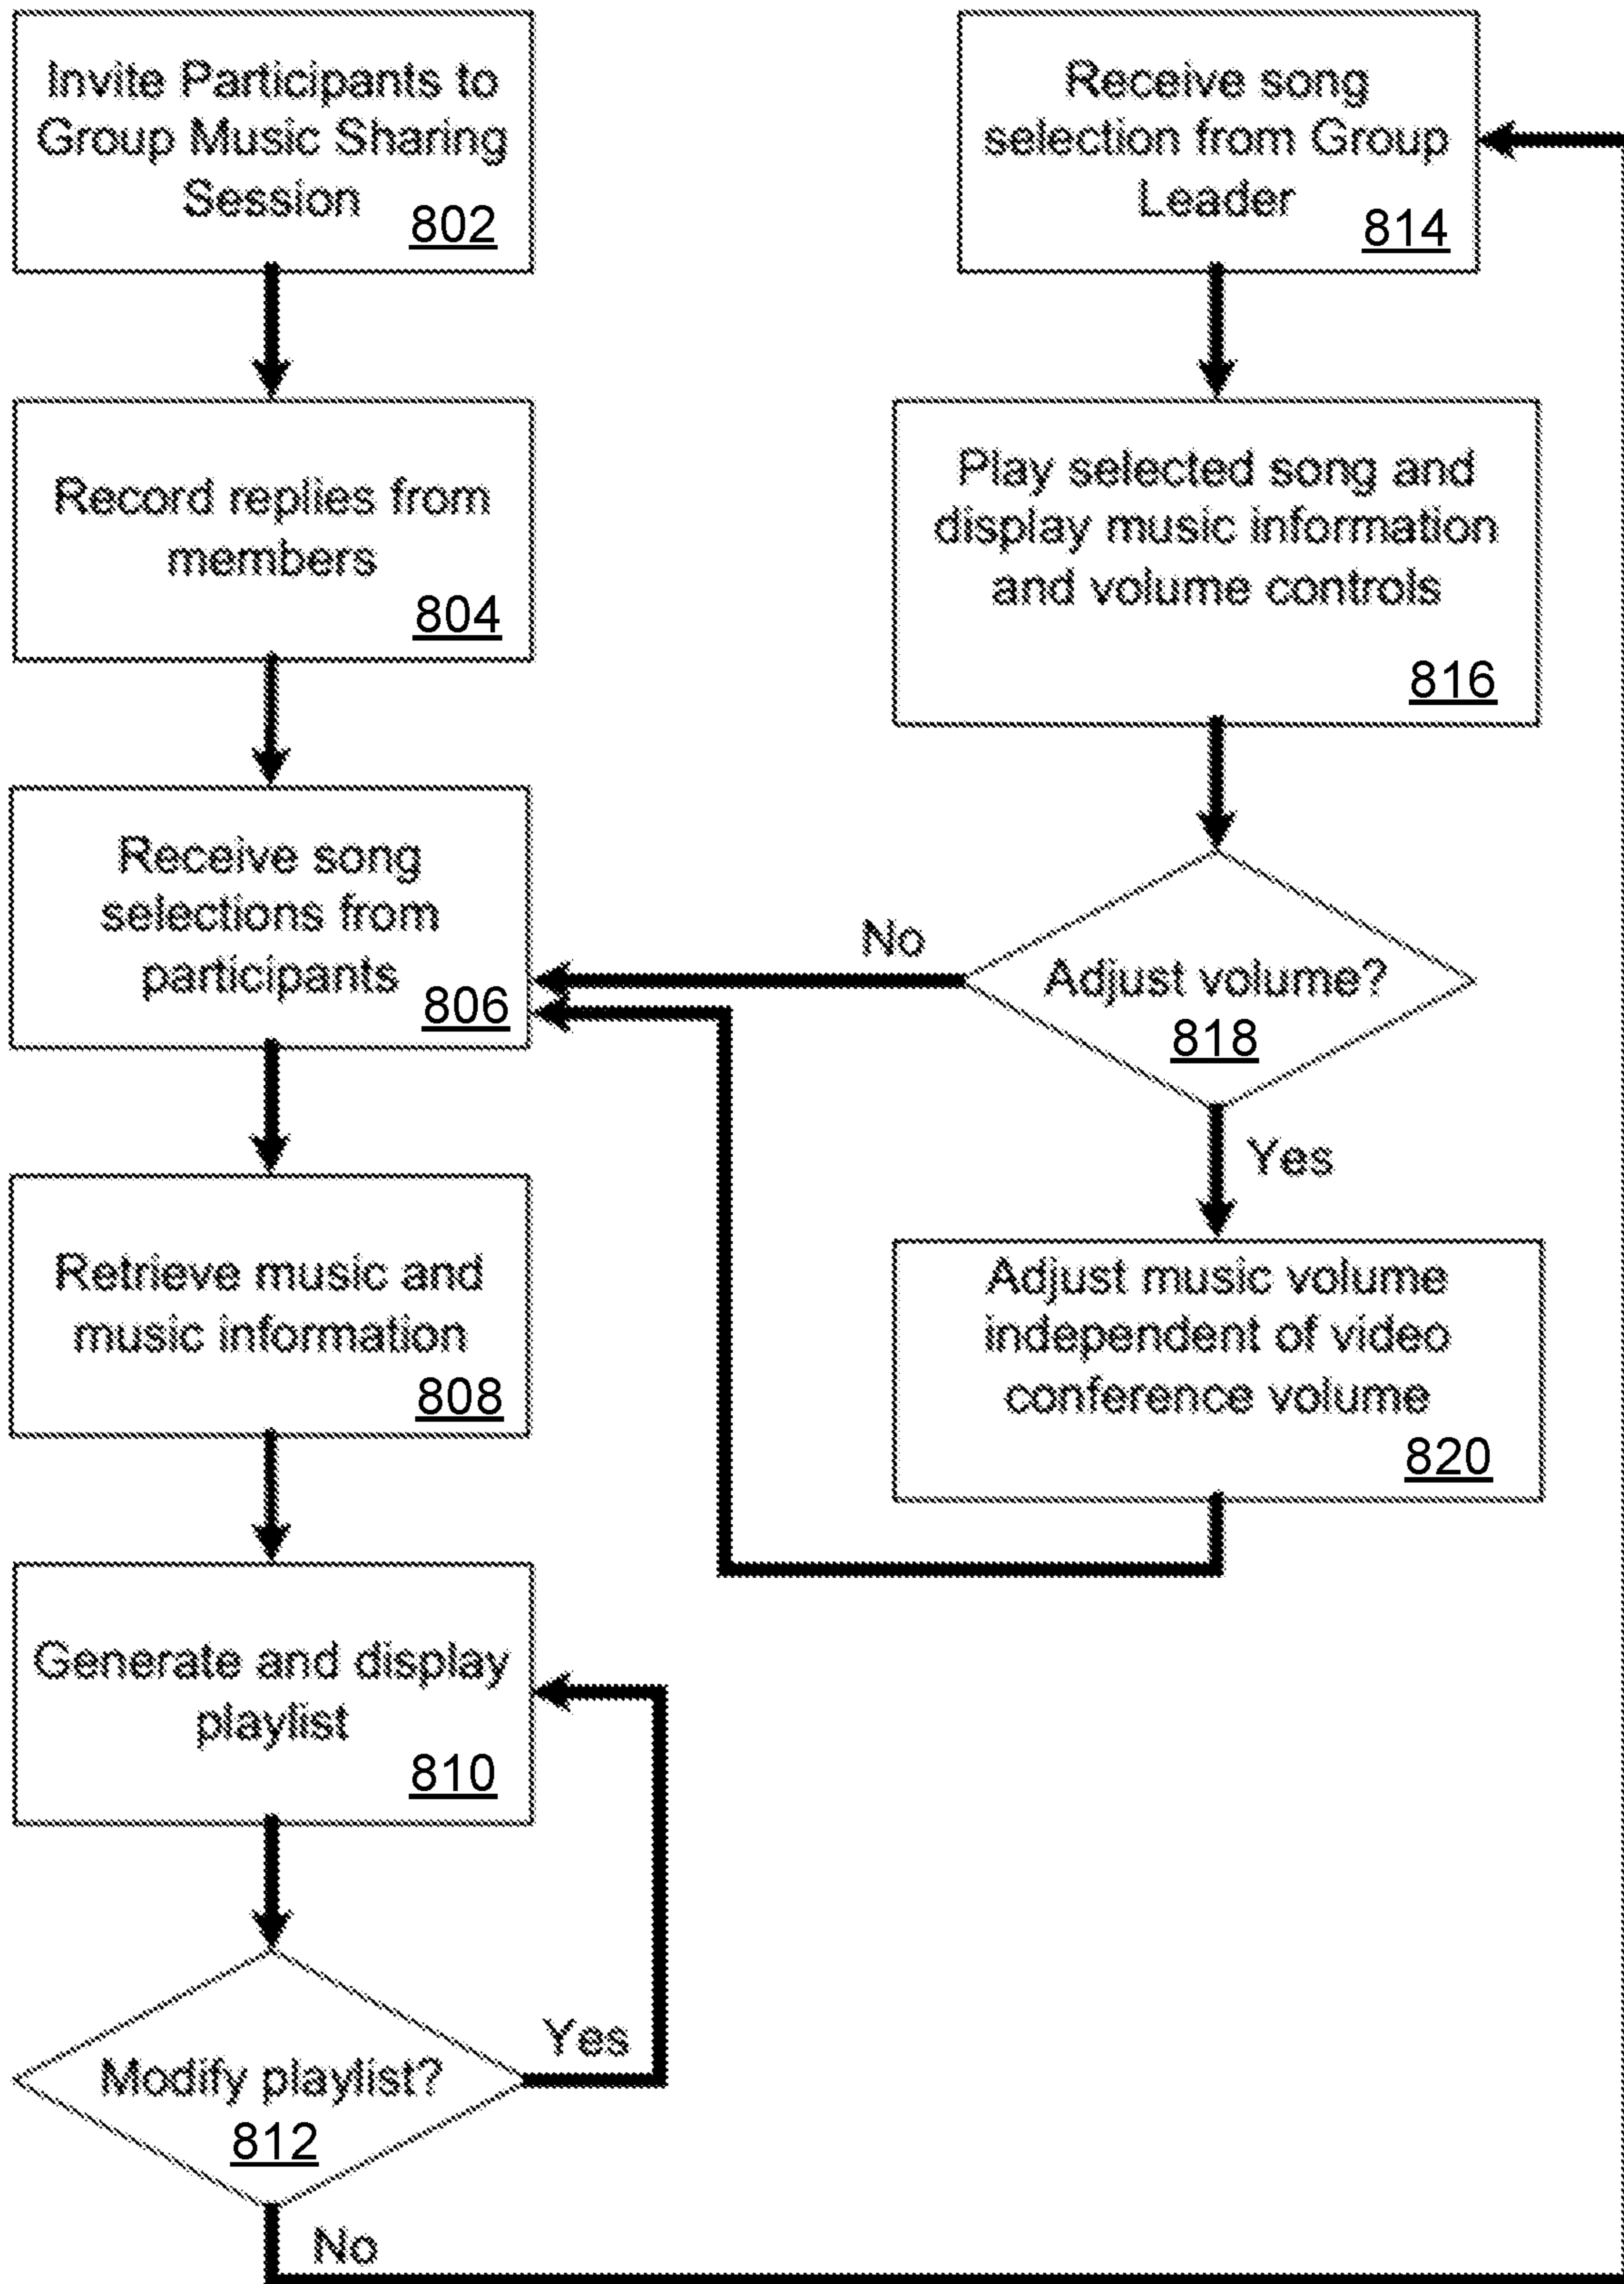 Invite Participants to
Group Music Sharing
Session
802
Record replies from
members
804
Receive song
selections from
participants
806
Retrieve music and
music information
808
Generate and display
playlist
810
Modify playlist?
812
Yes
No
Receive song
selection from Group
Leader
814
Play selected song and
display music information
and volume controls
816
Adjust volume?
818
No
Yes
Adjust music volume
independent of video
conference volume
820